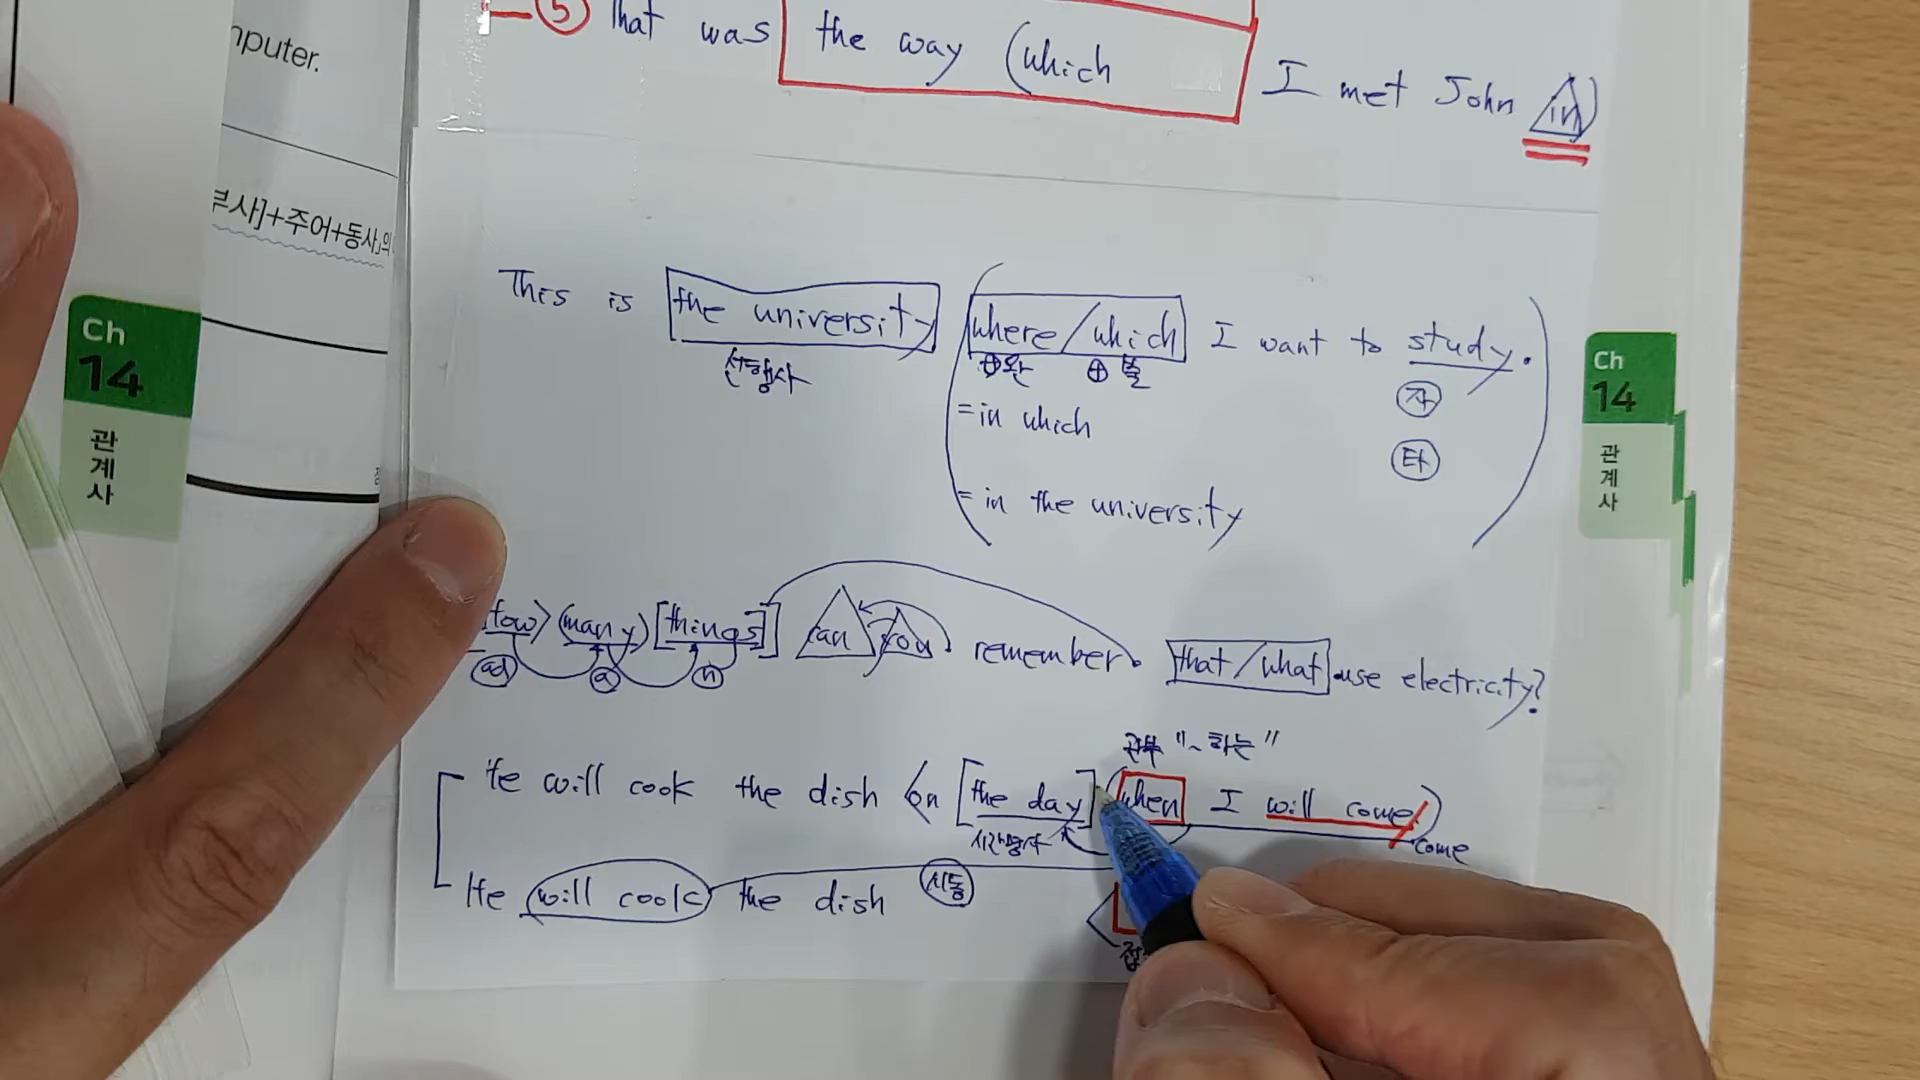 nputer.
부사]+주어+동사」의
Ch
14
관계사
⑤ That was the way (which I met John in)
This is the university (where/which I want to study.)
선행사 ⊕완 ⊕불 자
= in which
타
= in the university
How> (many) [things] can you remember that/what use electricity?
ad a n
관부 "~하는"
He will cook the dish <on [the day] (when I will come.)
시간명사 come
He will cook the dish
시동
Ch
14
관계사